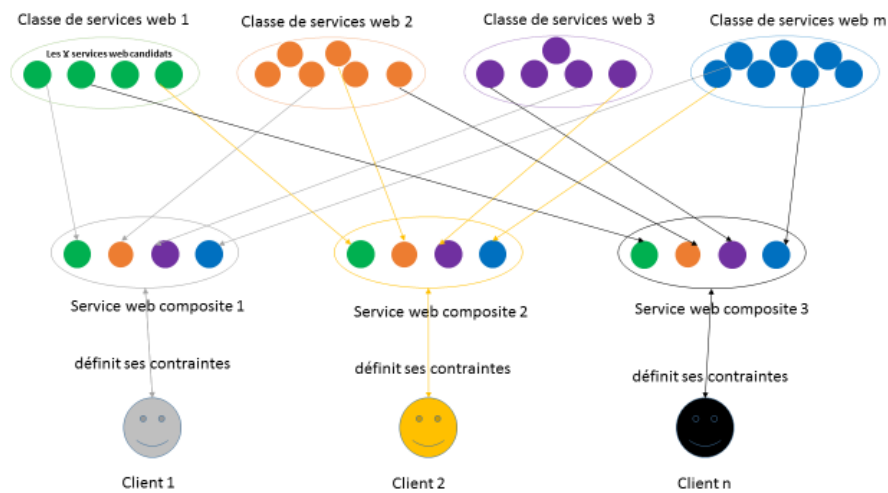 Classe de services web 1
Classe de services web 2
Classe de services web 3
Classe de services web m
Les ɣ services web candidats
Service web composite 1
Service web composite 2
Service web composite 3
définit ses contraintes
définit ses contraintes
définit ses contraintes
Client 1
Client 2
Client n